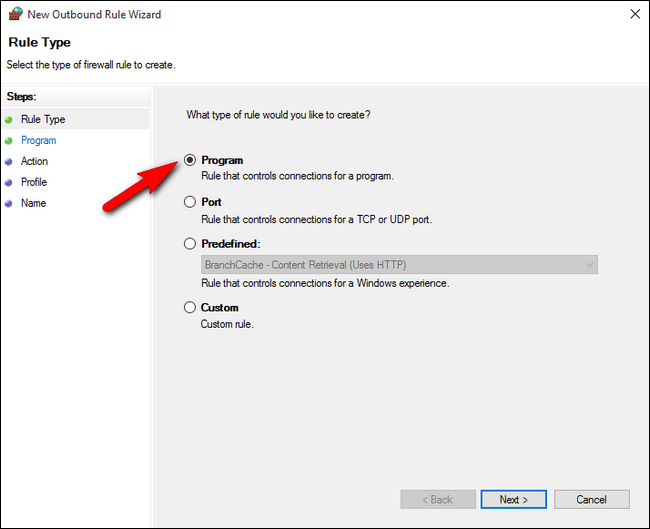 New Outbound Rule Wizard
Rule Type
Select the type of firewall rule to create.
Steps:
Rule Type
Program
Action
Profile
Name
What type of rule would you like to create?
Program
Rule that controls connections for a program.
Port
Rule that controls connections for a TCP or UDP port.
Predefined:
BranchCache - Content Retrieval (Uses HTTP)
Rule that controls connections for a Windows experience.
Custom
Custom rule.
< Back
Next >
Cancel